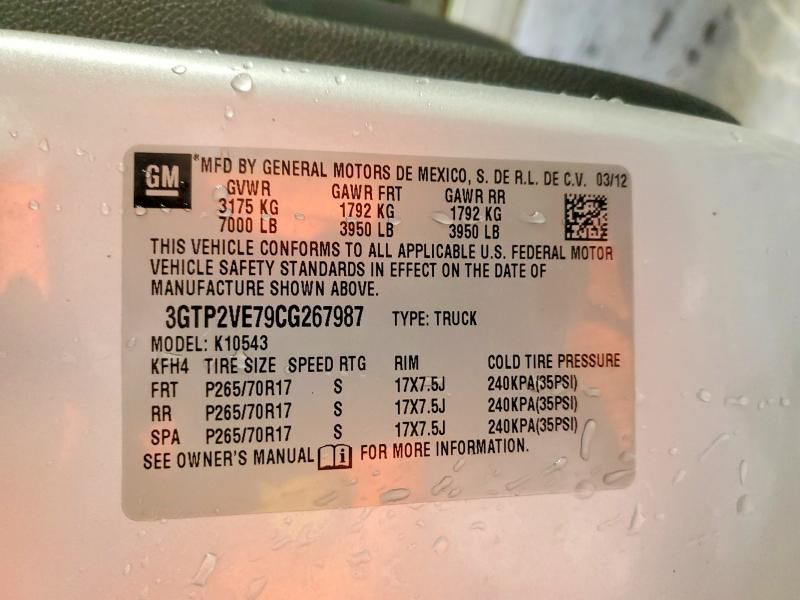 GM ®MFD BY GENERAL MOTORS DE MEXICO, S. DE R.L. DE C.V. 03/12
GVWR GAWR FRT GAWR RR
3175 KG 1792 KG 1792 KG
7000 LB 3950 LB 3950 LB
THIS VEHICLE CONFORMS TO ALL APPLICABLE U.S. FEDERAL MOTOR
VEHICLE SAFETY STANDARDS IN EFFECT ON THE DATE OF
MANUFACTURE SHOWN ABOVE.
3GTP2VE79CG267987 TYPE: TRUCK
MODEL: K10543
KFH4 TIRE SIZE SPEED RTG RIM COLD TIRE PRESSURE
FRT P265/70R17 S 17X7.5J 240KPA(35PSI)
RR P265/70R17 S 17X7.5J 240KPA(35PSI)
SPA P265/70R17 S 17X7.5J 240KPA(35PSI)
SEE OWNER'S MANUAL i FOR MORE INFORMATION.